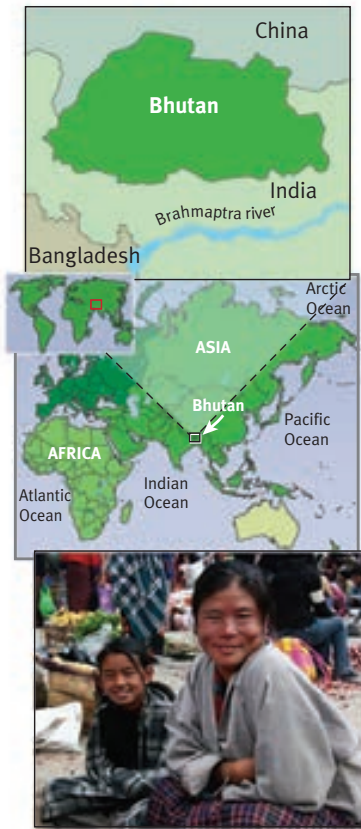 China
Bhutan
India
Brahmaptra river
Bangladesh
Arctic
Ocean
ASIA
Bhutan
Pacific
Ocean
AFRICA
Indian
Ocean
Atlantic
Ocean